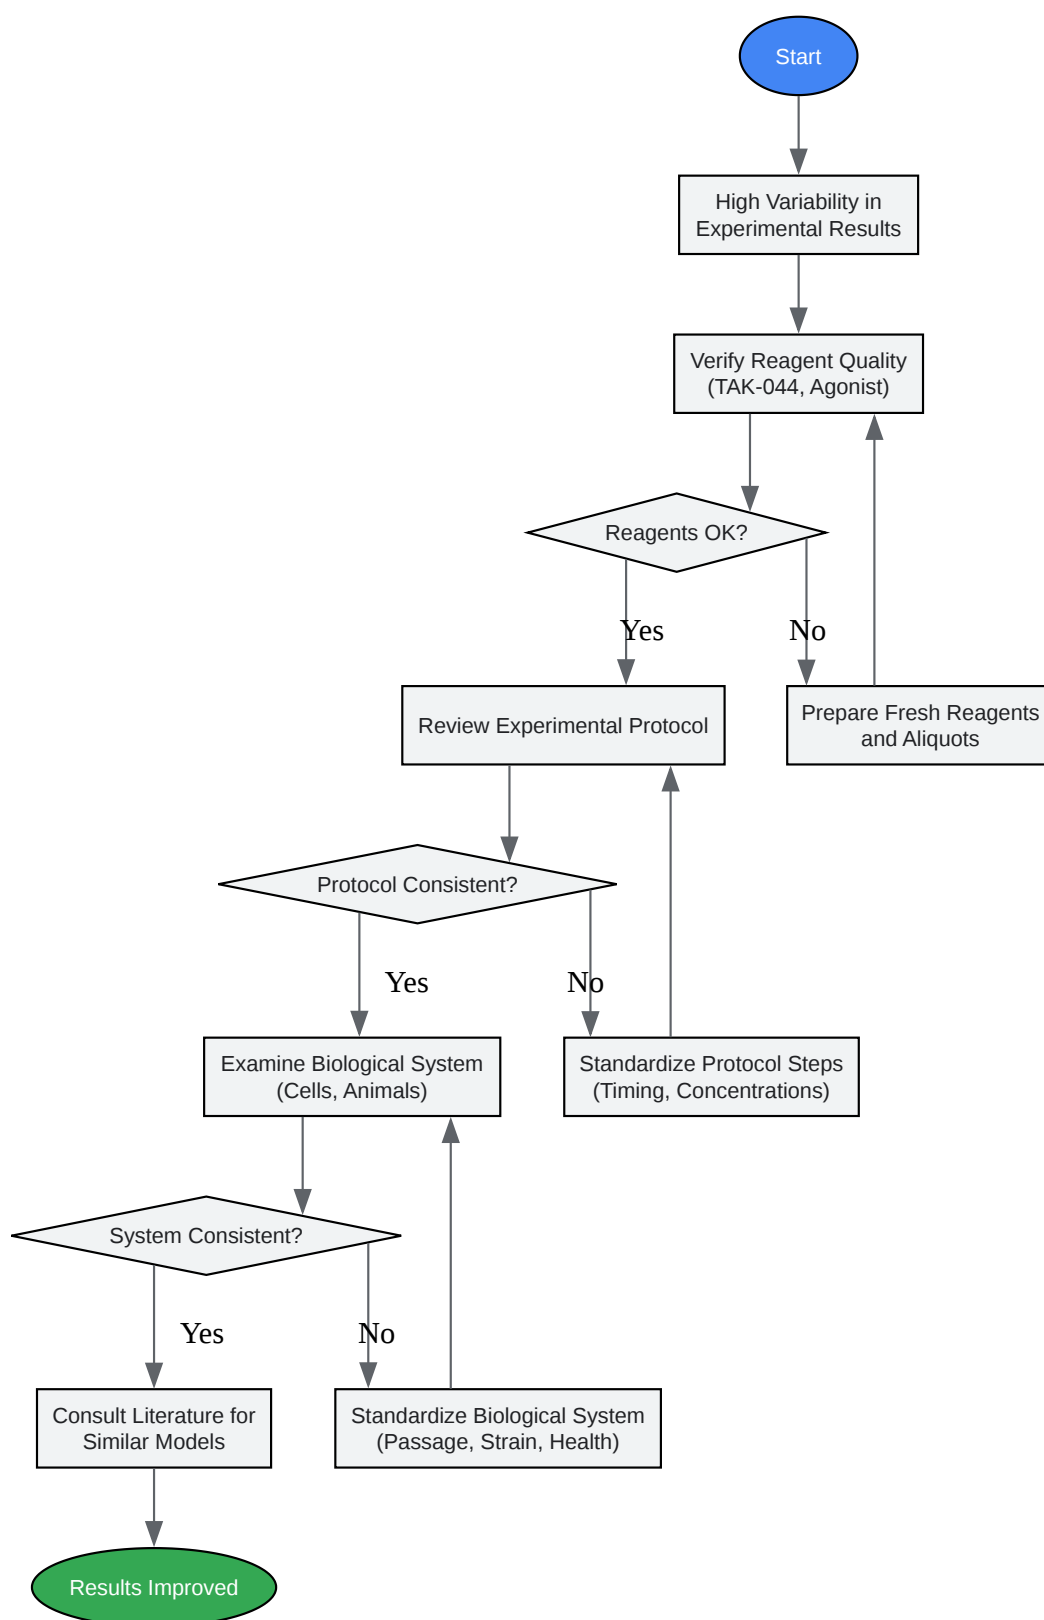 Start
High Variability in
Experimental Results
Verify Reagent Quality
(TAK-044, Agonist)
Reagents OK?
Yes
No
Review Experimental Protocol
Prepare Fresh Reagents
and Aliquots
Protocol Consistent?
Yes
No
Examine Biological System
(Cells, Animals)
Standardize Protocol Steps
(Timing, Concentrations)
System Consistent?
Yes
No
Consult Literature for
Similar Models
Standardize Biological System
(Passage, Strain, Health)
Results Improved